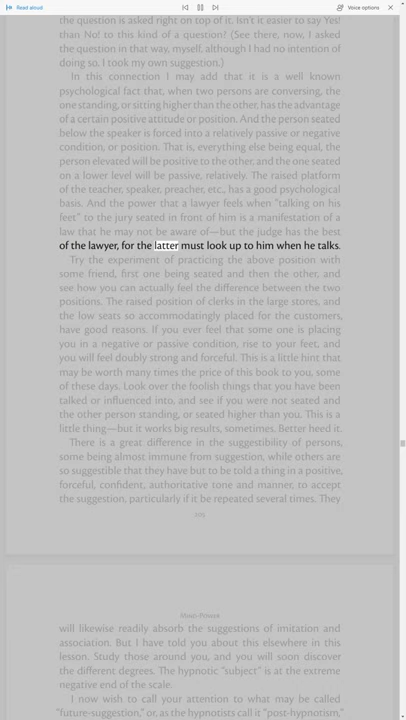 Read aloud
Voice options
the question is asked right on top of it. Isn't it easier to say Yes!
than No! to this kind of a question? (See there, now, I asked
the question in that way, myself, although I had no intention of
doing so. I took my own suggestion.)
In this connection I may add that it is a well known
psychological fact that, when two persons are conversing, the
one standing, or sitting higher than the other, has the advantage
of a certain positive attitude or position. And the person seated
below the speaker is forced into a relatively passive or negative
condition, or position. That is, everything else being equal, the
person elevated will be positive to the other, and the one seated
on a lower level will be passive, relatively. The raised platform
of the teacher, speaker, preacher, etc., has a good psychological
basis. And the power that a lawyer feels when "talking on his
feet" to the jury seated in front of him is a manifestation of a
law that he may not be aware of—but the judge has the best
of the lawyer, for the latter must look up to him when he talks.
Try the experiment of practicing the above position with
some friend, first one being seated and then the other, and
see how you can actually feel the difference between the two
positions. The raised position of clerks in the large stores, and
the low seats so accommodatingly placed for the customers,
have good reasons. If you ever feel that some one is placing
you in a negative or passive condition, rise to your feet, and
you will feel doubly strong and forceful. This is a little hint that
may be worth many times the price of this book to you, some
of these days. Look over the foolish things that you have been
talked or influenced into, and see if you were not seated and
the other person standing, or seated higher than you. This is a
little thing—but it works big results, sometimes. Better heed it.
There is a great difference in the suggestibility of persons,
some being almost immune from suggestion, while others are
so suggestible that they have but to be told a thing in a positive,
forceful, confident, authoritative tone and manner, to accept
the suggestion, particularly if it be repeated several times. They
Mind-Power
will likewise readily absorb the suggestions of imitation and
association. But I have told you about this elsewhere in this
lesson. Study those around you, and you will soon discover
the different degrees. The hypnotic "subject" is at the extreme
negative end of the scale.
I now wish to call your attention to what may be called
"future-suggestion," or, as the hypnotists call it "post-hypnotism,"